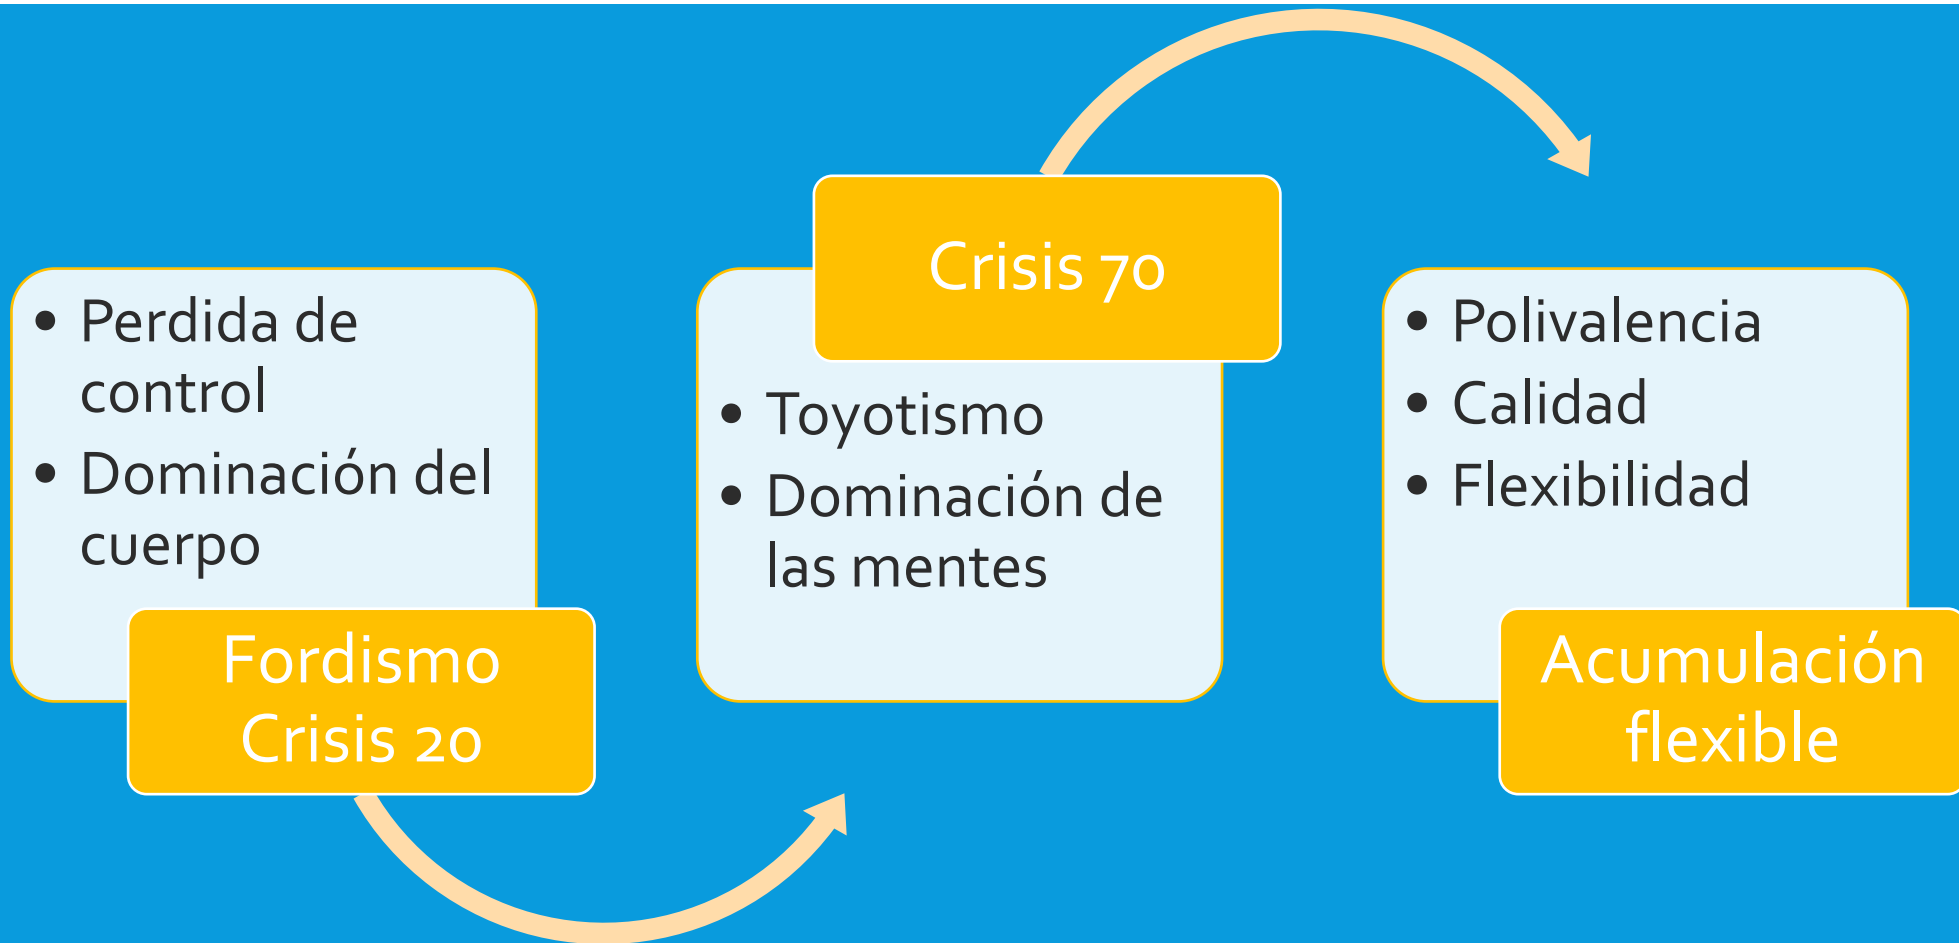 • Perdida de
control
• Dominación del
cuerpo
Fordismo
Crisis 20
Crisis 70
• Toyotismo
• Dominación de
las mentes
• Polivalencia
• Calidad
• Flexibilidad
Acumulación
flexible